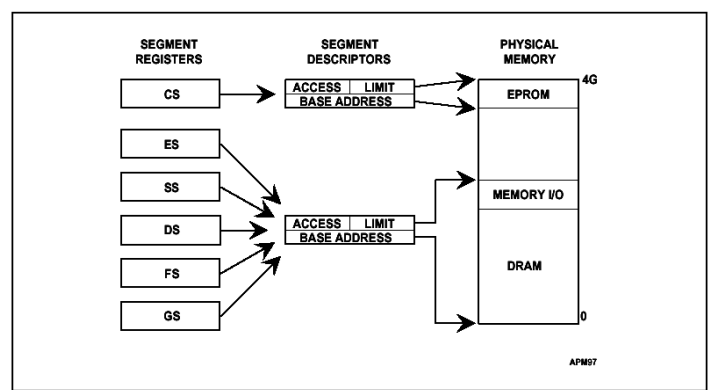 SEGMENT REGISTERS
SEGMENT DESCRIPTORS
PHYSICAL MEMORY
CS
ACCESS LIMIT
BASE ADDRESS
4G
EPROM
ES
SS
DS
FS
GS
ACCESS LIMIT
BASE ADDRESS
MEMORY I/O
DRAM
0
APM97